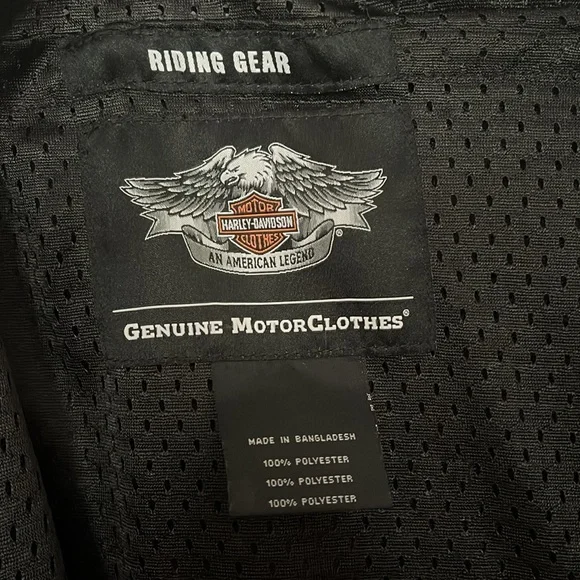 RIDING GEAR
MOTOR
HARLEY-DAVIDSON
CLOTHES
®
AN AMERICAN LEGEND
GENUINE MOTORCLOTHES®
MADE IN BANGLADESH
100% POLYESTER
100% POLYESTER
100% POLYESTER